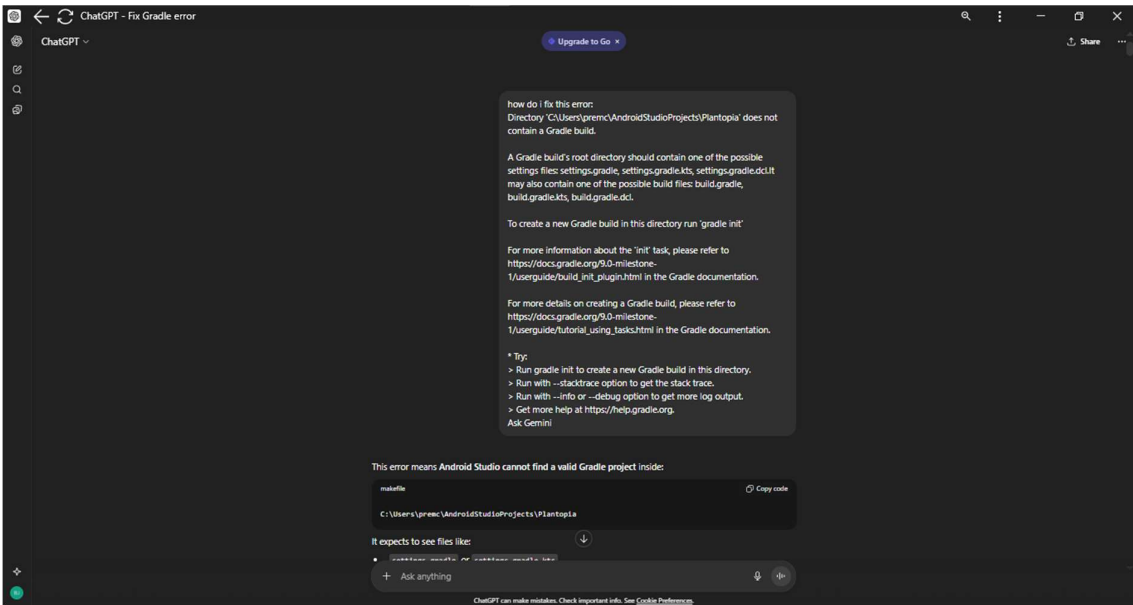 ChatGPT - Fix Gradle error
ChatGPT
Upgrade to Go ×
Share
how do i fix this error:
Directory 'C:\Users\premc\AndroidStudioProjects\Plantopia' does not
contain a Gradle build.
A Gradle build's root directory should contain one of the possible
settings files: settings.gradle, settings.gradle.kts, settings.gradle.dcl.It
may also contain one of the possible build files: build.gradle,
build.gradle.kts, build.gradle.dcl.
To create a new Gradle build in this directory run 'gradle init'
For more information about the 'init' task, please refer to
https://docs.gradle.org/9.0-milestone-
1/userguide/build_init_plugin.html in the Gradle documentation.
For more details on creating a Gradle build, please refer to
https://docs.gradle.org/9.0-milestone-
1/userguide/tutorial_using_tasks.html in the Gradle documentation.
* Try:
> Run gradle init to create a new Gradle build in this directory.
> Run with --stacktrace option to get the stack trace.
> Run with --info or --debug option to get more log output.
> Get more help at https://help.gradle.org.
Ask Gemini
This error means Android Studio cannot find a valid Gradle project inside:
makefile
Copy code
C:\Users\premc\AndroidStudioProjects\Plantopia
It expects to see files like:
settings.gradle or settings.gradle.kts
Ask anything
ChatGPT can make mistakes. Check important info. See Cookie Preferences.